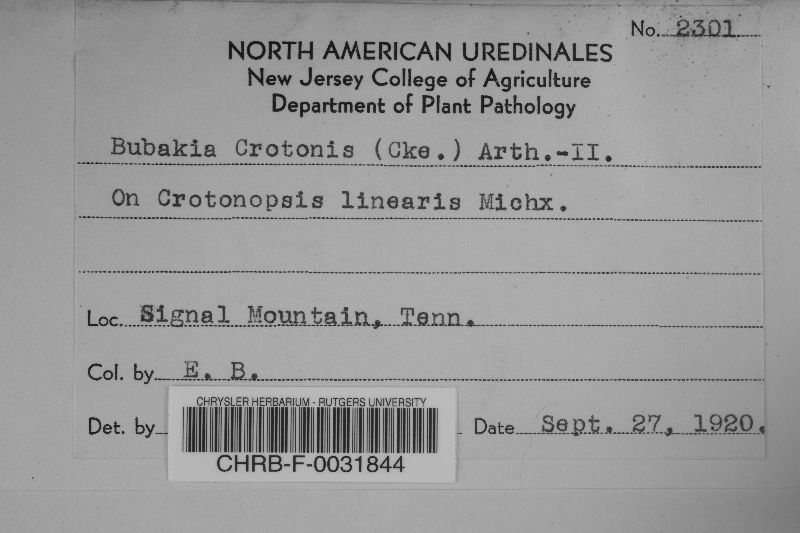 No. 2301
NORTH AMERICAN UREDINALES
New Jersey College of Agriculture
Department of Plant Pathology
Bubakia Crotonis (Cke.) Arth.-II.
On Crotonopsis linearis Michx.
Loc. Signal Mountain, Tenn.
Col. by E. B.
Det. by Date Sept. 27, 1920.
CHRYSLER HERBARIUM - RUTGERS UNIVERSITY
CHRB-F-0031844